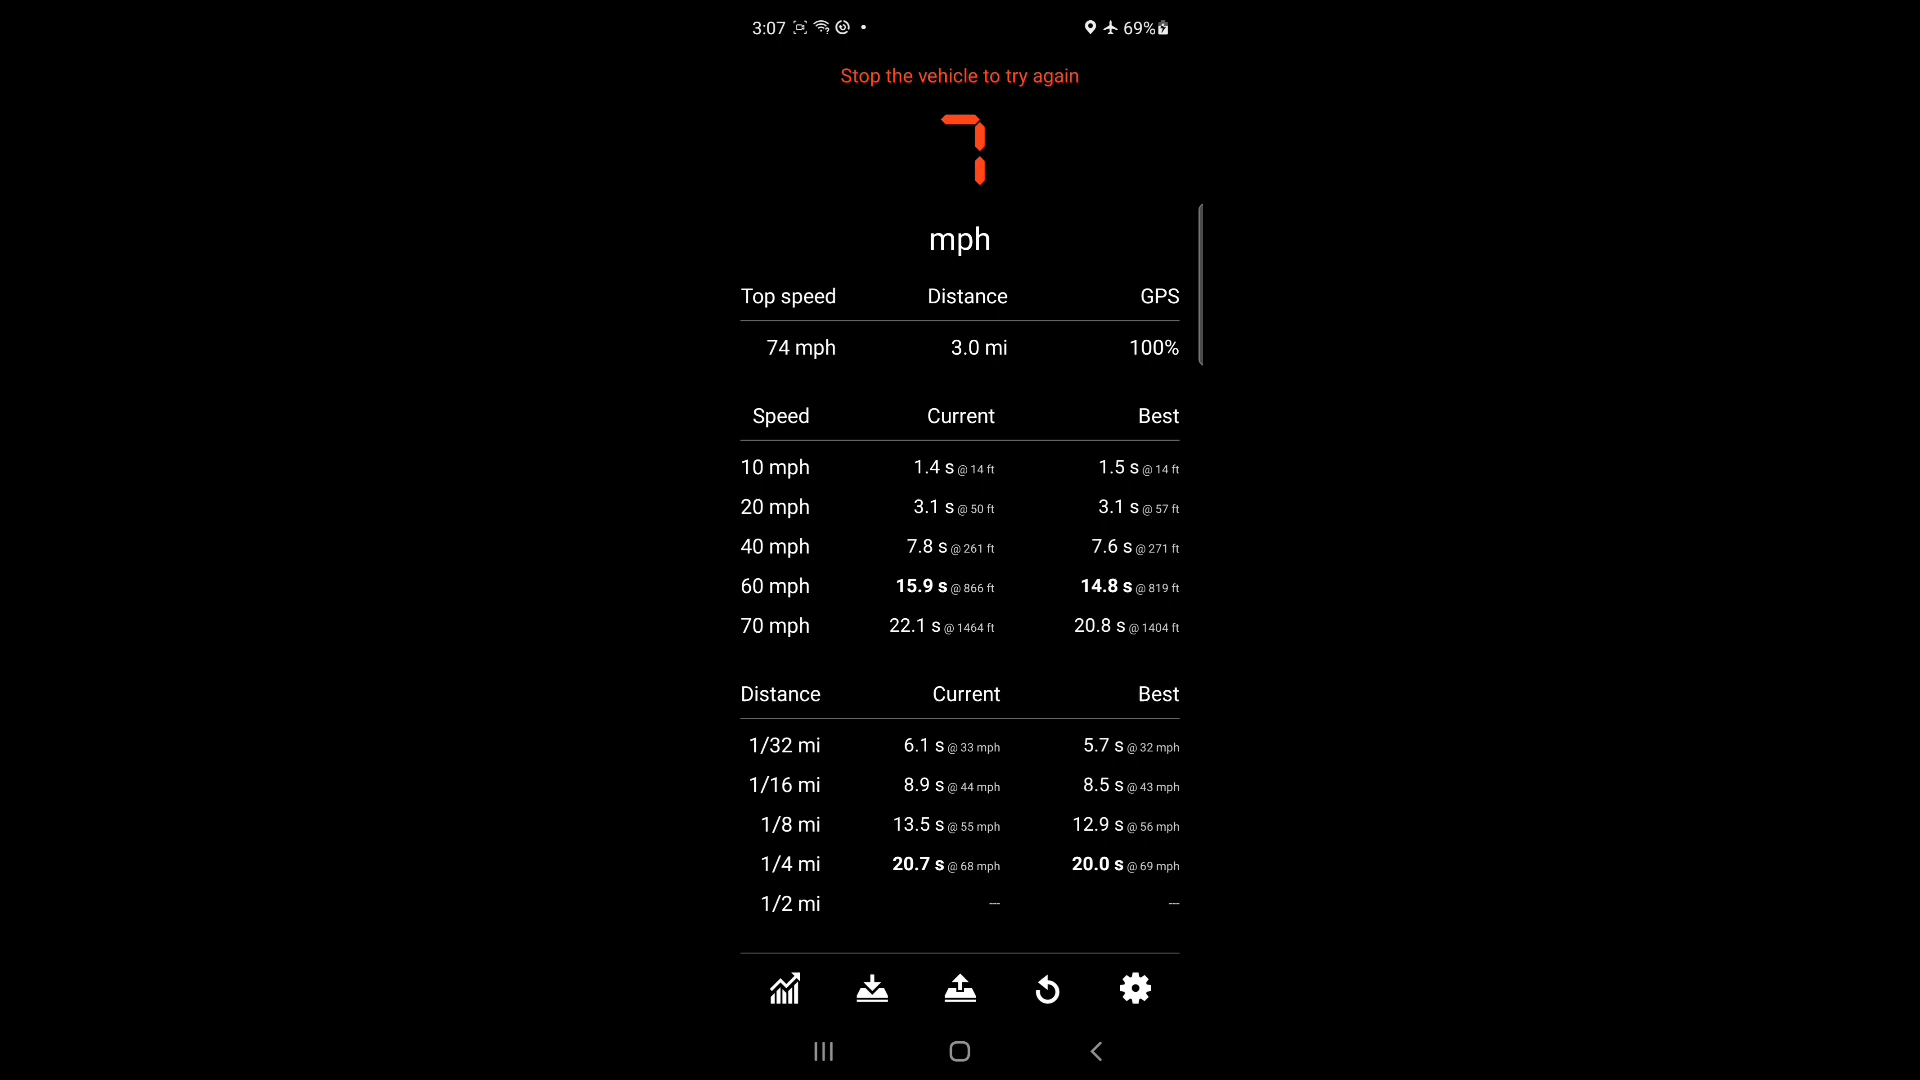 3:07 69%
Stop the vehicle to try again
7
mph
Top speed Distance GPS
74 mph 3.0 mi 100%
Speed Current Best
10 mph 1.4 s @ 14 ft 1.5 s @ 14 ft
20 mph 3.1 s @ 50 ft 3.1 s @ 57 ft
40 mph 7.8 s @ 261 ft 7.6 s @ 271 ft
60 mph 15.9 s @ 866 ft 14.8 s @ 819 ft
70 mph 22.1 s @ 1464 ft 20.8 s @ 1404 ft
Distance Current Best
1/32 mi 6.1 s @ 33 mph 5.7 s @ 32 mph
1/16 mi 8.9 s @ 44 mph 8.5 s @ 43 mph
1/8 mi 13.5 s @ 55 mph 12.9 s @ 56 mph
1/4 mi 20.7 s @ 68 mph 20.0 s @ 69 mph
1/2 mi --- ---